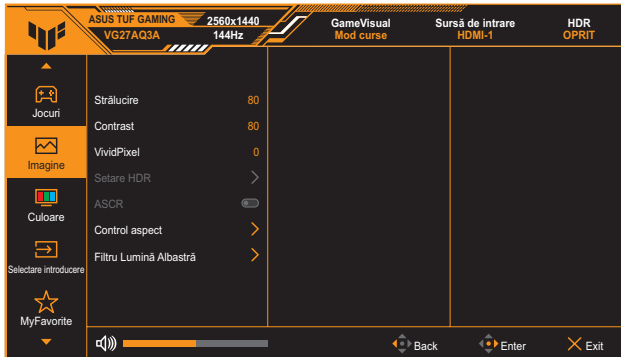 ASUS TUF GAMING
VG27AQ3A
2560x1440
144Hz
GameVisual
Mod curse
Sursă de intrare
HDMI-1
HDR
OPRIT
Jocuri
Imagine
Culoare
Selectare introducere
MyFavorite
Strălucire 80
Contrast 80
VividPixel 0
Setare HDR
ASCR
Control aspect
Filtru Lumină Albastră
Back
Enter
Exit